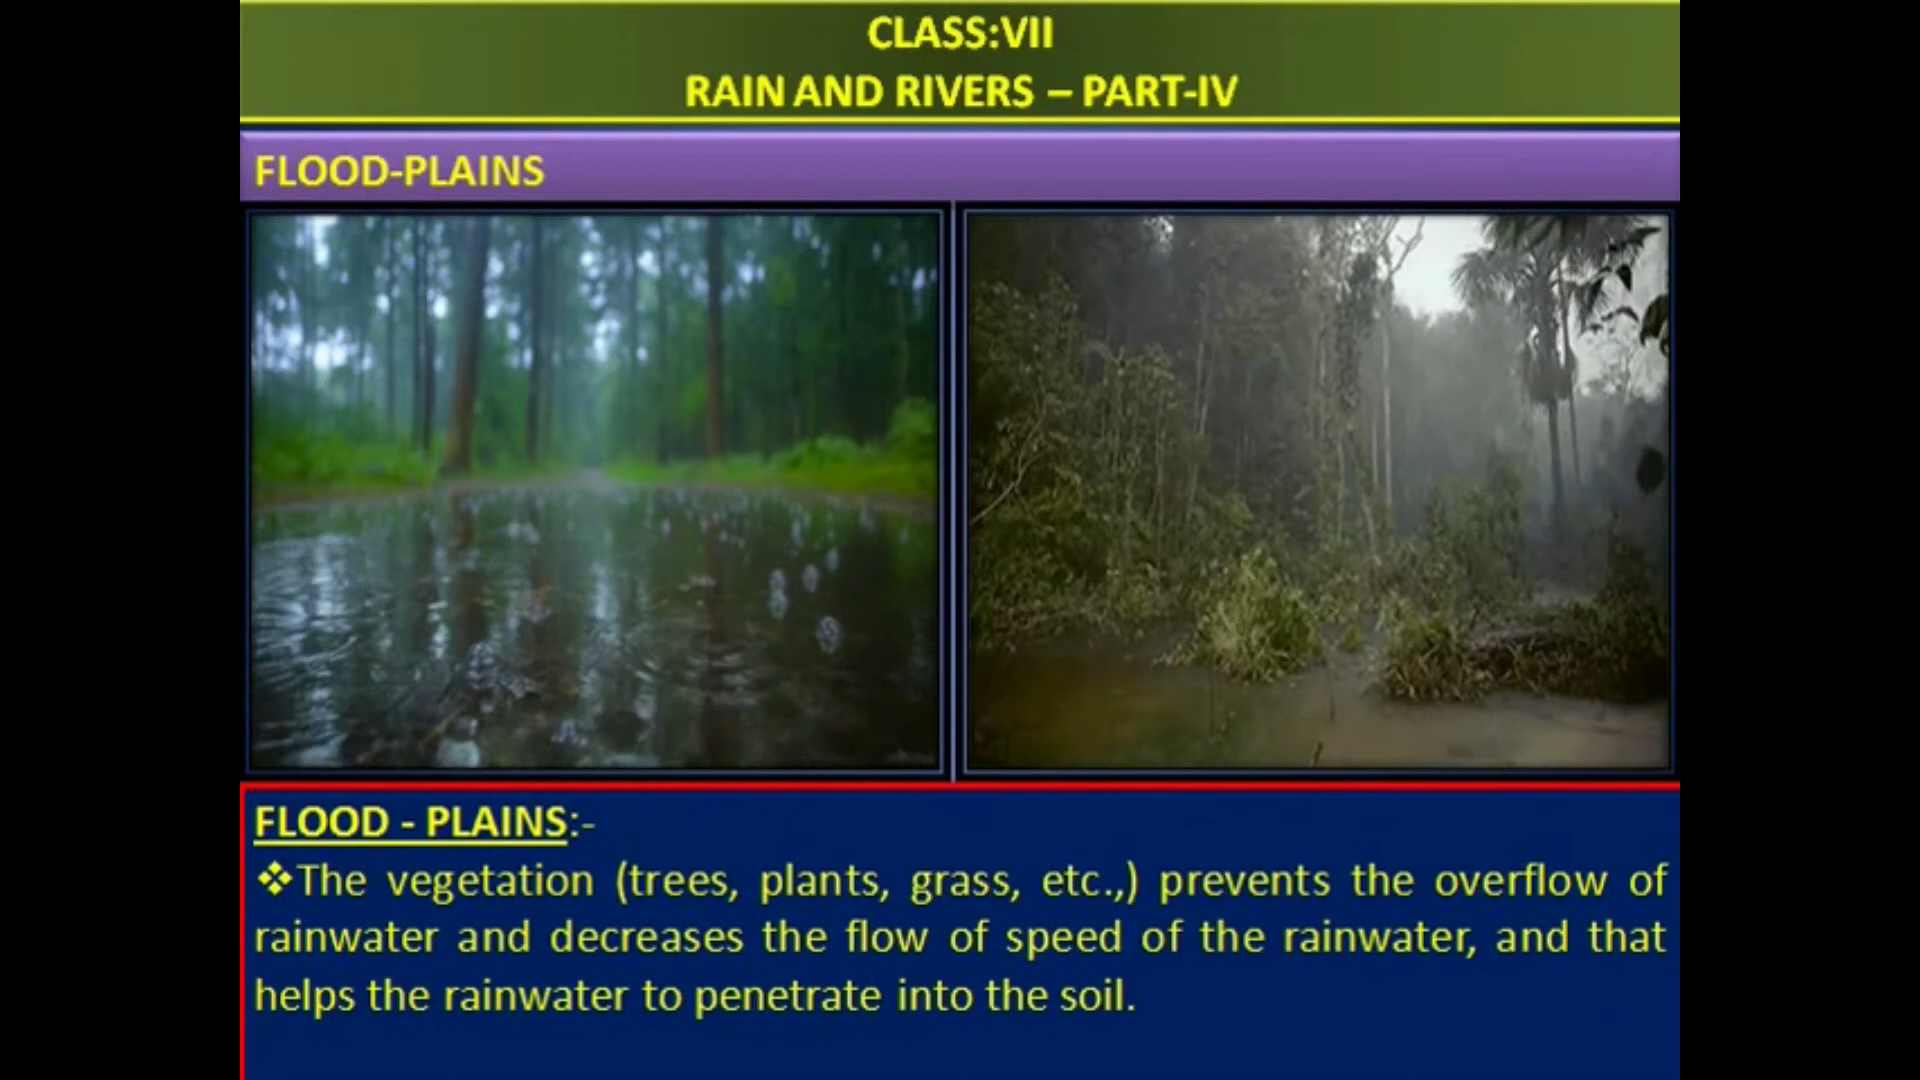 CLASS:VII
RAIN AND RIVERS – PART-IV
FLOOD-PLAINS
FLOOD - PLAINS:-
❖The vegetation (trees, plants, grass, etc.,) prevents the overflow of
rainwater and decreases the flow of speed of the rainwater, and that
helps the rainwater to penetrate into the soil.